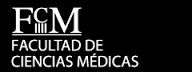 FCM
FACULTAD DE
CIENCIAS MÉDICAS